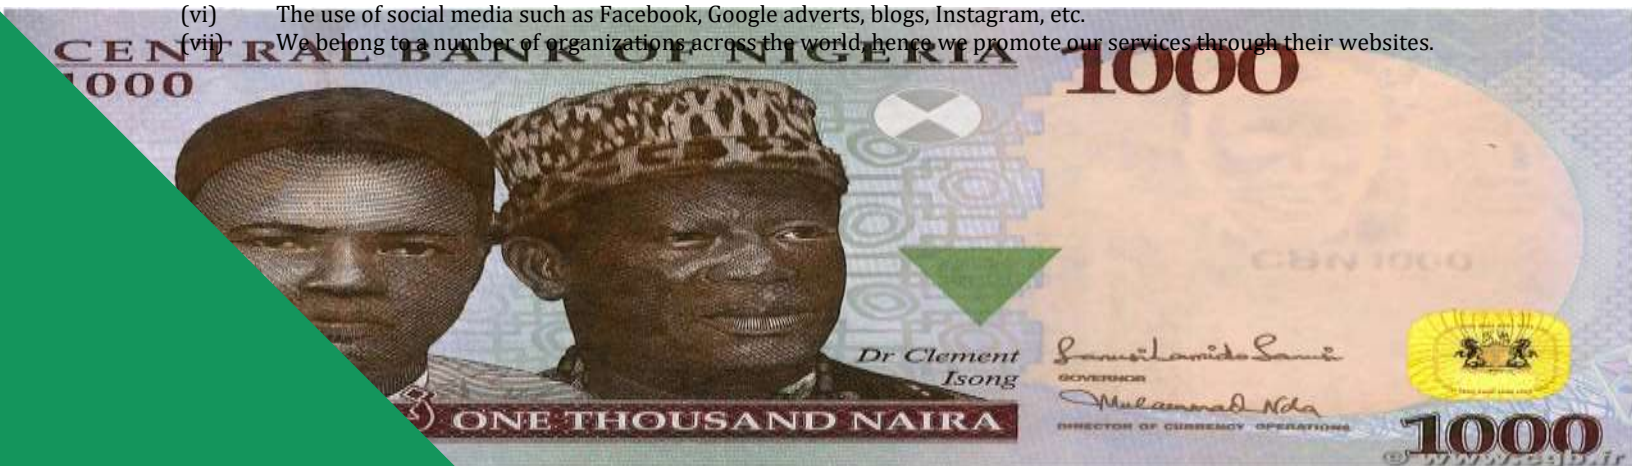 (vi) The use of social media such as Facebook, Google adverts, blogs, Instagram, etc.
(vii) We belong to a number of organizations across the world, hence we promote our services through their websites.
CENTRAL BANK OF NIGERIA 1000
1000
CBN 1000
Dr Clement
Isong
GOVERNOR
DIRECTOR OF CURRENCY OPERATIONS
ONE THOUSAND NAIRA
1000